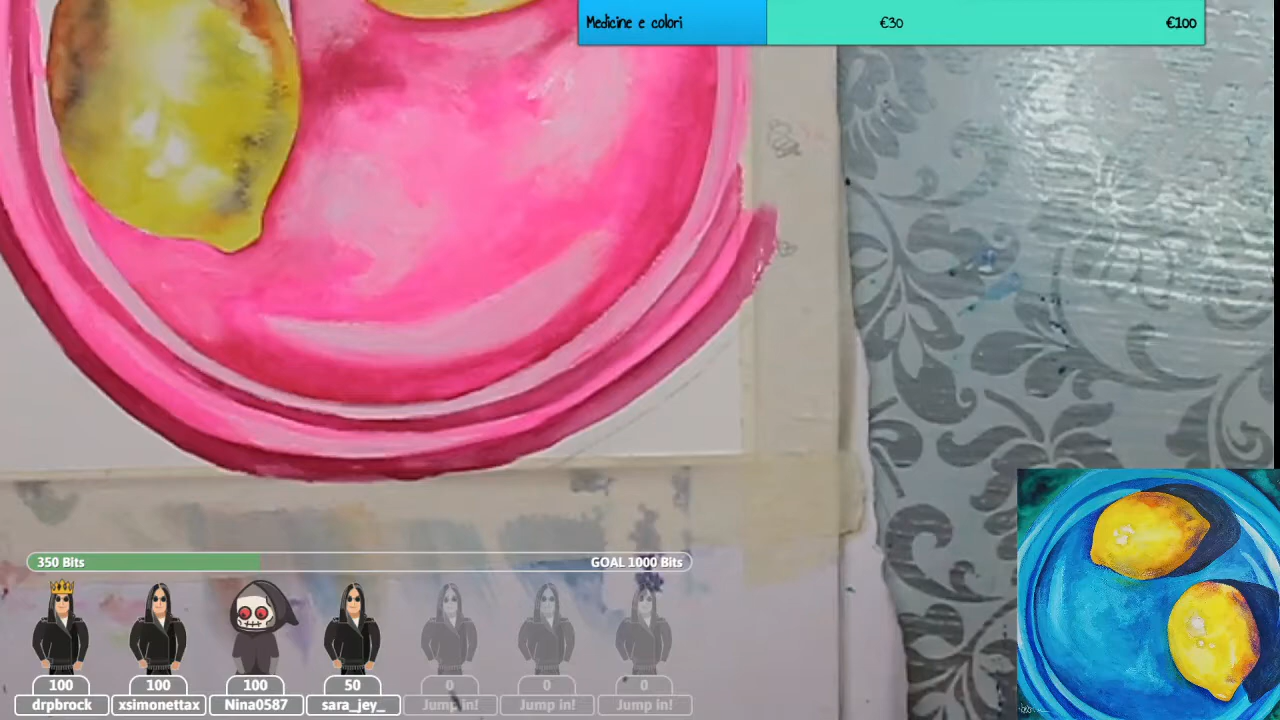 Medicine e colori €30 €100
350 Bits GOAL 1000 Bits
100 100 100 50 0 0 0
drpbrock xsimonettax Nina0587 sara_jey_ Jump in! Jump in! Jump in!